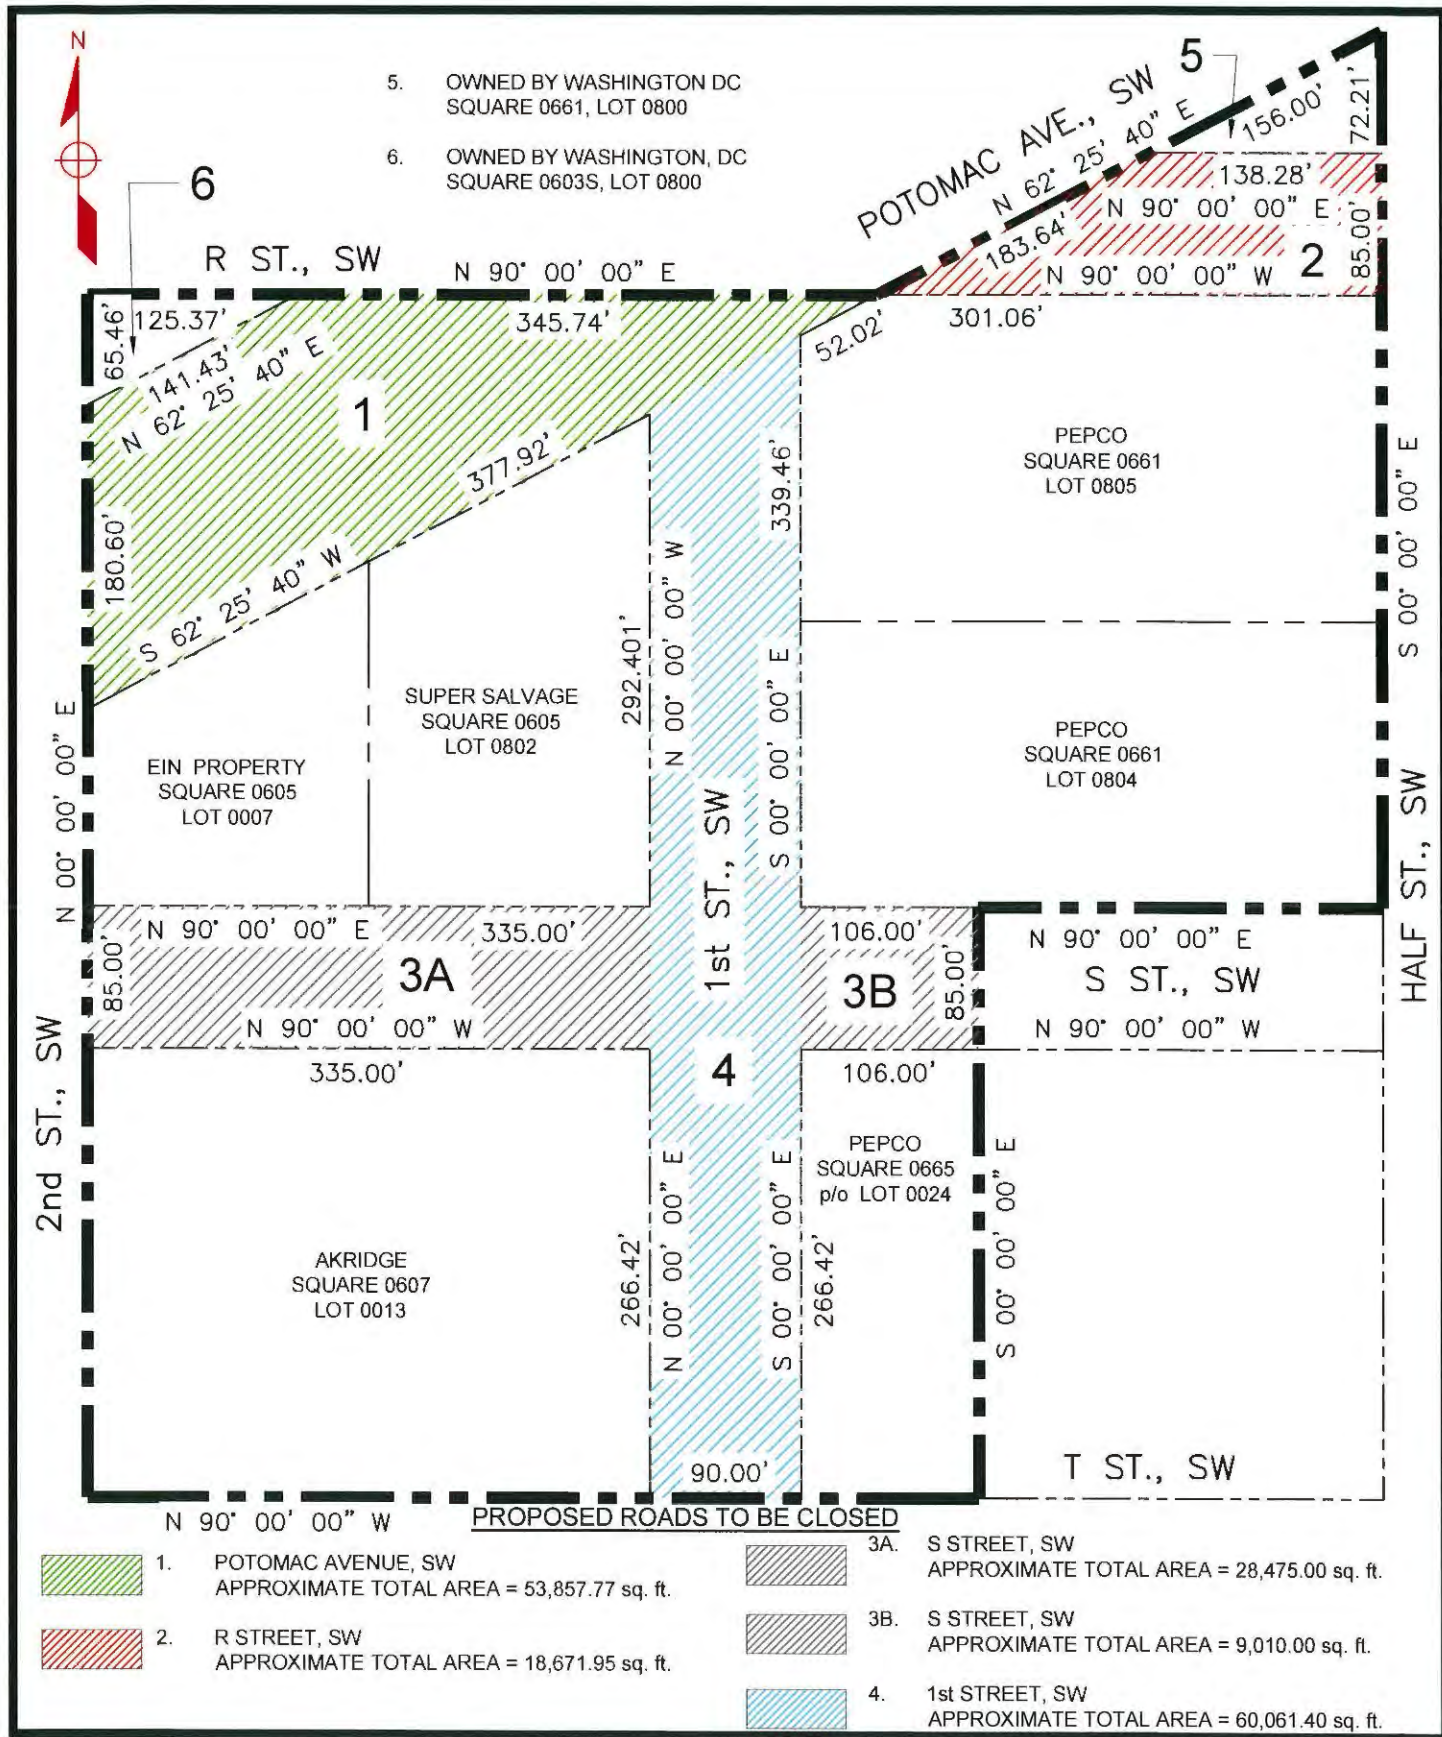 N
5. OWNED BY WASHINGTON DC
SQUARE 0661, LOT 0800
6. OWNED BY WASHINGTON, DC
SQUARE 0603S, LOT 0800
5
6
POTOMAC AVE., SW
N 62° 25' 40" E
156.00'
72.21'
138.28'
N 90° 00' 00" E
183.64'
N 90° 00' 00" W
2
85.00'
301.06'
R ST., SW
N 90° 00' 00" E
65.46'
125.37'
345.74'
52.02'
141.43'
N 62° 25' 40" E
1
377.92'
180.60'
S 62° 25' 40" W
339.46'
PEPCO
SQUARE 0661
LOT 0805
S 00° 00' 00" E
N 00° 00' 00" W
292.401'
SUPER SALVAGE
SQUARE 0605
LOT 0802
S 00° 00' 00" E
PEPCO
SQUARE 0661
LOT 0804
EIN PROPERTY
SQUARE 0605
LOT 0007
N 00° 00' 00" E
1st ST., SW
HALF ST., SW
N 90° 00' 00" E
335.00'
106.00'
N 90° 00' 00" E
85.00'
3A
3B
85.00'
S ST., SW
N 90° 00' 00" W
N 90° 00' 00" W
335.00'
4
106.00'
2nd ST., SW
PEPCO
SQUARE 0665
p/o LOT 0024
AKRIDGE
SQUARE 0607
LOT 0013
266.42'
N 00° 00' 00" E
S 00° 00' 00" E
266.42'
S 00° 00' 00" E
90.00'
T ST., SW
N 90° 00' 00" W
PROPOSED ROADS TO BE CLOSED
1. POTOMAC AVENUE, SW
APPROXIMATE TOTAL AREA = 53,857.77 sq. ft.
2. R STREET, SW
APPROXIMATE TOTAL AREA = 18,671.95 sq. ft.
3A. S STREET, SW
APPROXIMATE TOTAL AREA = 28,475.00 sq. ft.
3B. S STREET, SW
APPROXIMATE TOTAL AREA = 9,010.00 sq. ft.
4. 1st STREET, SW
APPROXIMATE TOTAL AREA = 60,061.40 sq. ft.